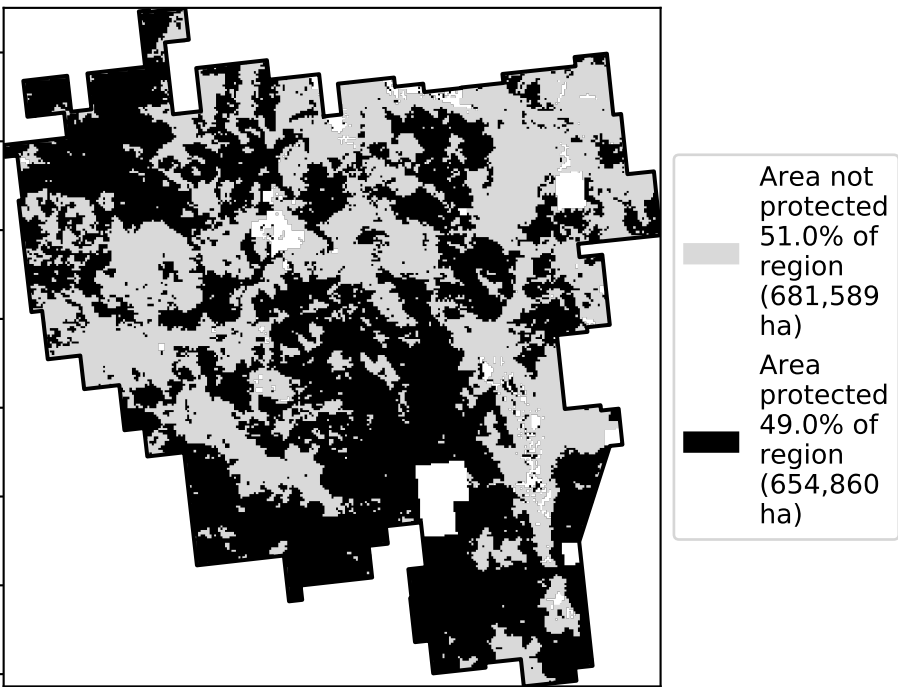 Area not
protected
51.0% of
region
(681,589
ha)
Area
protected
49.0% of
region
(654,860
ha)